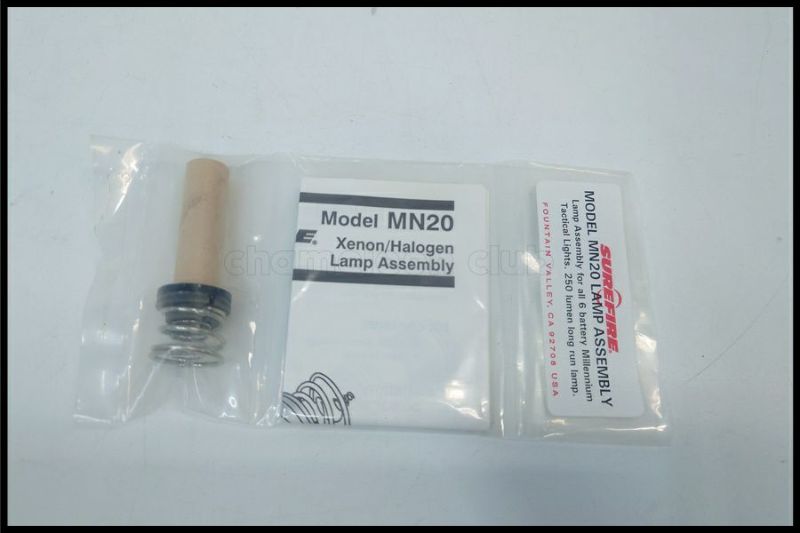 Model MN20
E®
Xenon/Halogen
Lamp Assembly
SUREFIRE®
MODEL MN20 LAMP ASSEMBLY
Lamp Assembly for all 6 battery Millennium
Tactical Lights. 250 lumen long run lamp.
FOUNTAIN VALLEY, CA 92708 USA